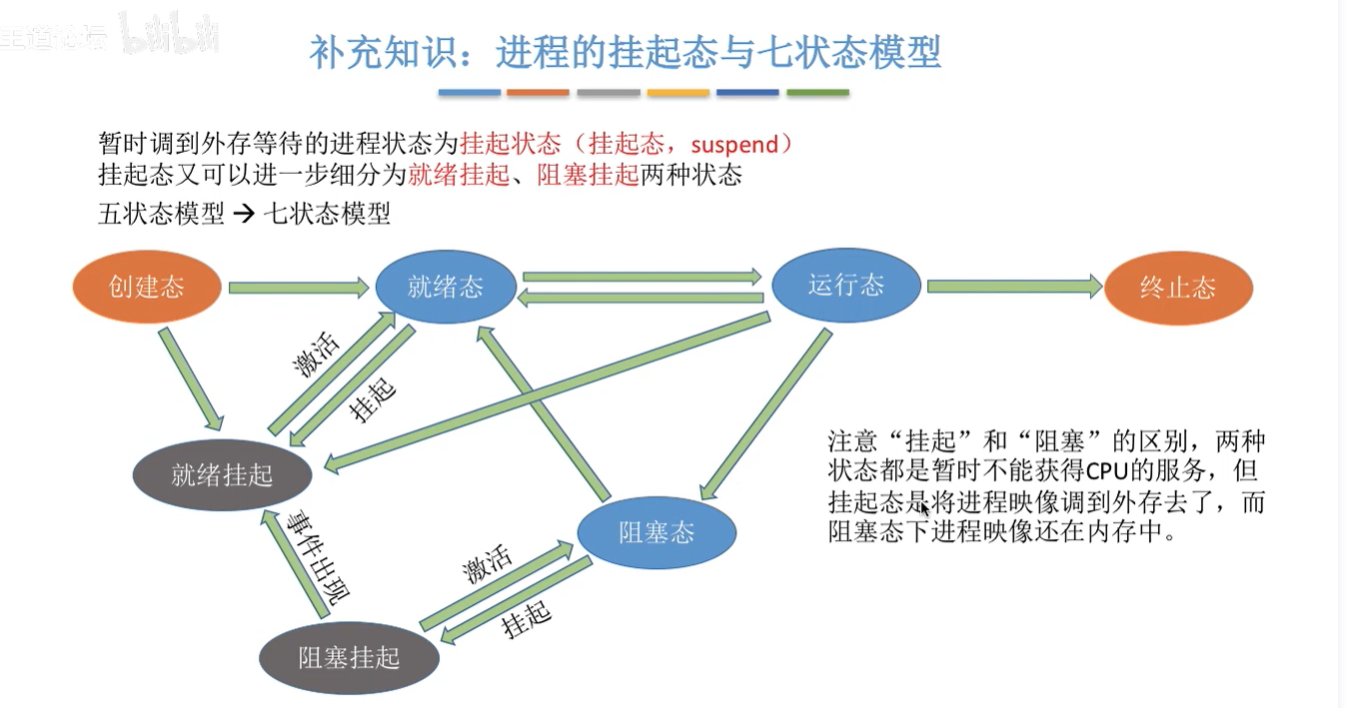 王道论坛 bilibili
补充知识：进程的挂起态与七状态模型
暂时调到外存等待的进程状态为挂起状态（挂起态，suspend）
挂起态又可以进一步细分为就绪挂起、阻塞挂起两种状态
五状态模型 → 七状态模型
创建态
就绪态
运行态
终止态
激活
挂起
就绪挂起
注意“挂起”和“阻塞”的区别，两种
状态都是暂时不能获得CPU的服务，但
挂起态是将进程映像调到外存去了，而
阻塞态下进程映像还在内存中。
事件出现
阻塞态
激活
挂起
阻塞挂起